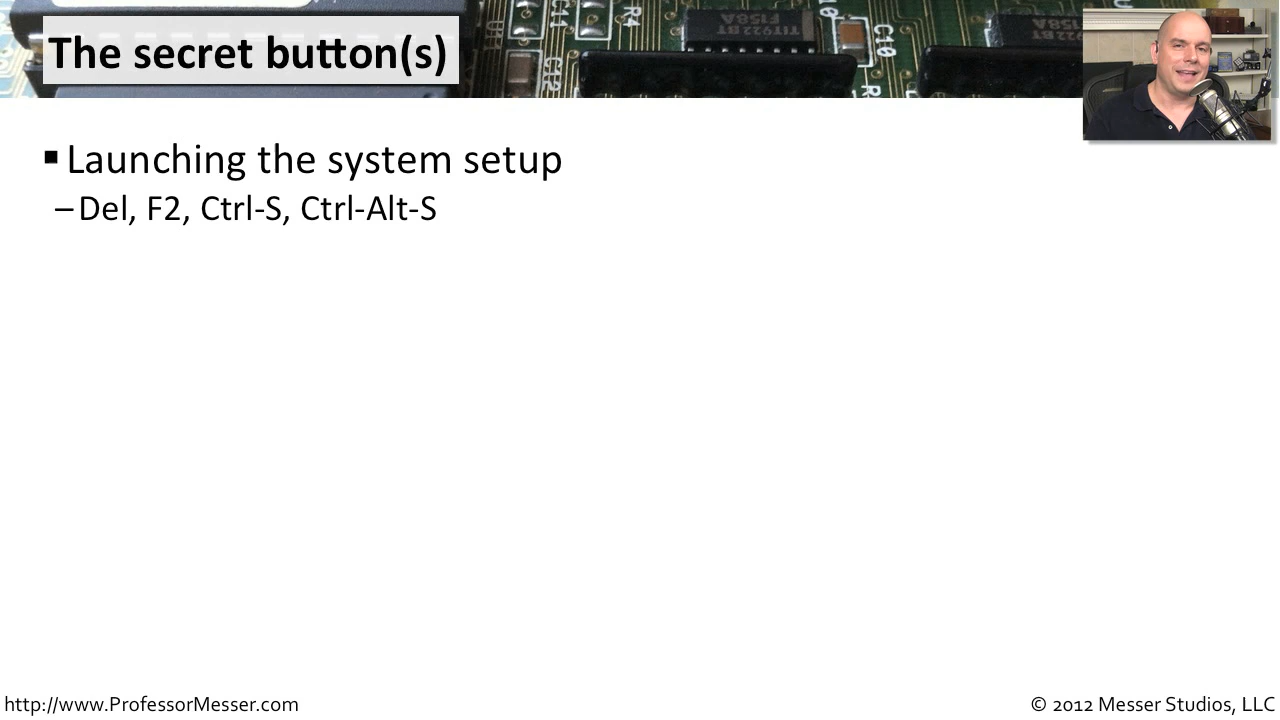 The secret button(s)
▪ Launching the system setup
– Del, F2, Ctrl-S, Ctrl-Alt-S
http://www.ProfessorMesser.com
© 2012 Messer Studios, LLC